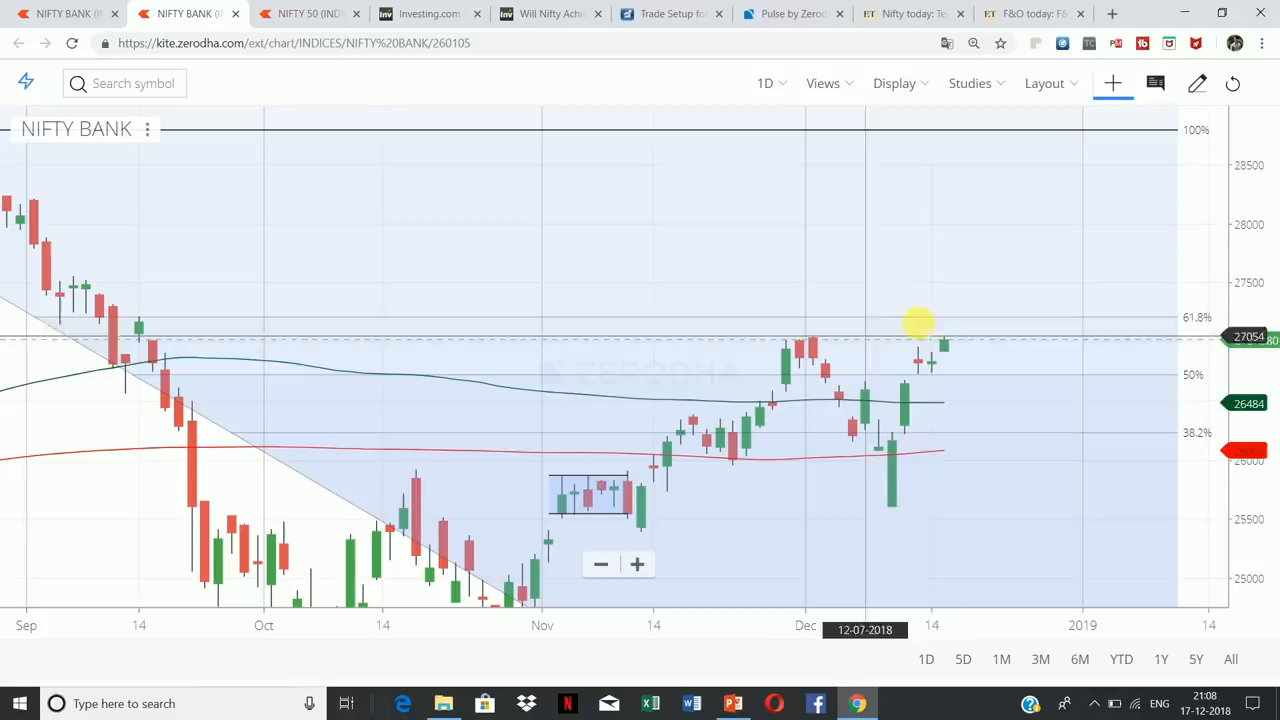 NIFTY BANK (I
NIFTY BANK (I
NIFTY 50 (INDI
Investing.com
Will Nifty Achie
Trade Setup for
Pulse by Zerod
Nifty today: Te
F&O today: F&
https://kite.zerodha.com/ext/chart/INDICES/NIFTY%20BANK/260105
Search symbol
1D
Views
Display
Studies
Layout
NIFTY BANK
100%
28500
28000
27500
61.8%
27054
ZERODHA
50%
26484
38.2%
26000
25500
25000
Sep
14
Oct
14
Nov
14
Dec
12-07-2018
14
2019
14
1D
5D
1M
3M
6M
YTD
1Y
5Y
All
Type here to search
ENG
21:08
17-12-2018